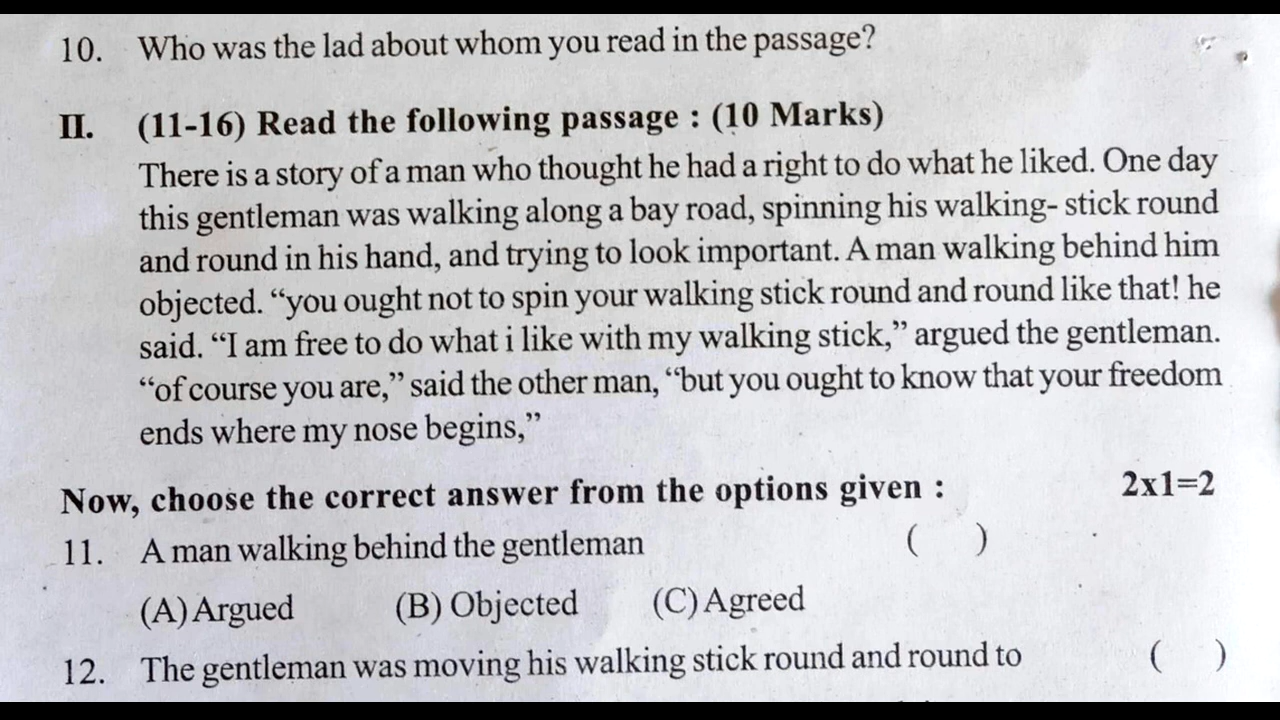 10. Who was the lad about whom you read in the passage?
II. (11-16) Read the following passage : (10 Marks)
There is a story of a man who thought he had a right to do what he liked. One day
this gentleman was walking along a bay road, spinning his walking- stick round
and round in his hand, and trying to look important. A man walking behind him
objected. “you ought not to spin your walking stick round and round like that! he
said. “I am free to do what i like with my walking stick,” argued the gentleman.
“of course you are,” said the other man, “but you ought to know that your freedom
ends where my nose begins,”
Now, choose the correct answer from the options given : 2x1=2
11. A man walking behind the gentleman ( )
(A) Argued (B) Objected (C) Agreed
12. The gentleman was moving his walking stick round and round to ( )